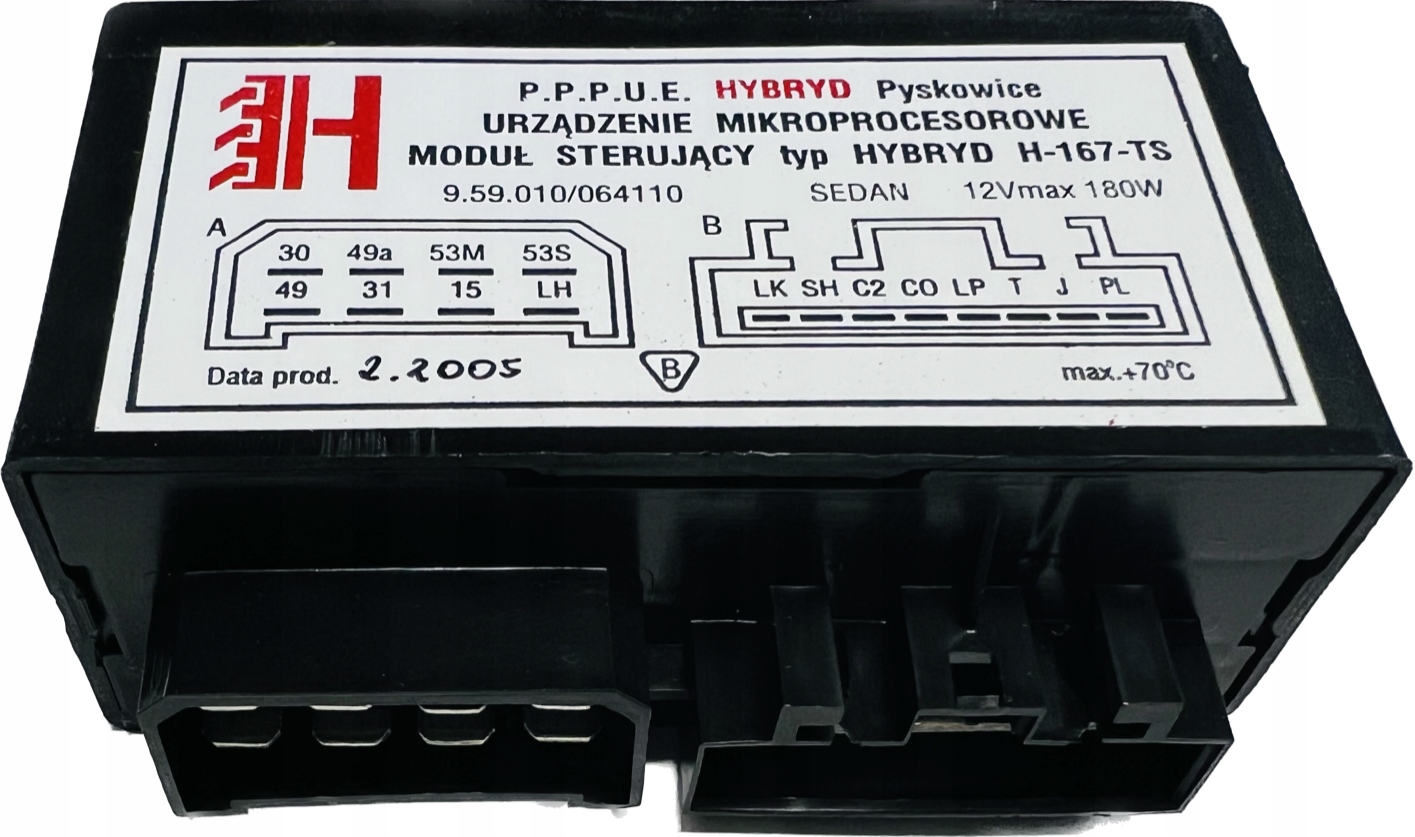 H
P.P.P.U.E. HYBRYD Pyskowice
URZĄDZENIE MIKROPROCESOROWE
MODUŁ STERUJĄCY typ HYBRYD H-167-TS
9.59.010/064110 SEDAN 12Vmax 180W
A B
30 49a 53M 53S
49 31 15 LH
LK SH C2 CO LP T J PL
Data prod. 2.2005 B max.+70°C